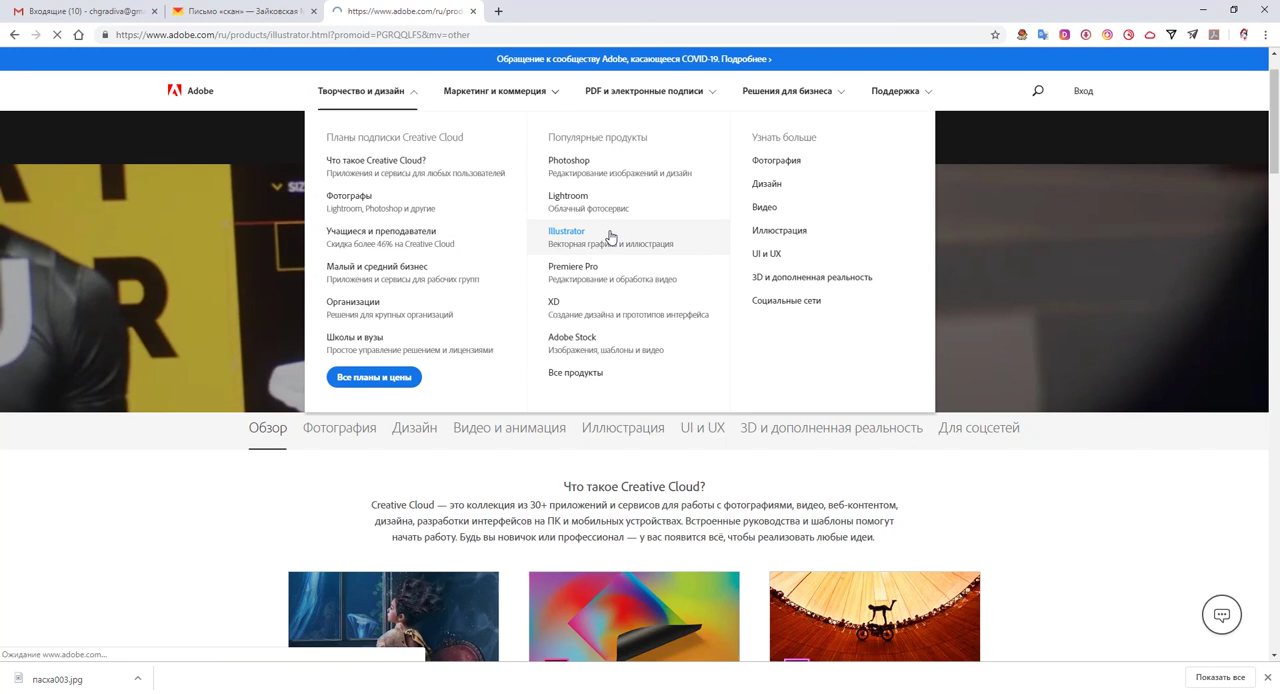 Входящие (10) - chgradiva@gm
Письмо «скан» — Зайковская М
https://www.adobe.com/ru/prod
https://www.adobe.com/ru/products/illustrator.html?promoid=PGRQQLFS&mv=other
Обращение к сообществу Adobe, касающееся COVID-19. Подробнее ›
Adobe
Творчество и дизайн
Маркетинг и коммерция
PDF и электронные подписи
Решения для бизнеса
Поддержка
Вход
Планы подписки Creative Cloud
Что такое Creative Cloud?
Приложения и сервисы для любых пользователей
Фотографы
Lightroom, Photoshop и другие
Учащиеся и преподаватели
Скидка более 46% на Creative Cloud
Малый и средний бизнес
Приложения и сервисы для рабочих групп
Организации
Решения для крупных организаций
Школы и вузы
Простое управление решением и лицензиями
Все планы и цены
Популярные продукты
Photoshop
Редактирование изображений и дизайн
Lightroom
Облачный фотосервис
Illustrator
Векторная графика и иллюстрация
Premiere Pro
Редактирование и обработка видео
XD
Создание дизайна и прототипов интерфейса
Adobe Stock
Изображения, шаблоны и видео
Все продукты
Узнать больше
Фотография
Дизайн
Видео
Иллюстрация
UI и UX
3D и дополненная реальность
Социальные сети
Обзор
Фотография
Дизайн
Видео и анимация
Иллюстрация
UI и UX
3D и дополненная реальность
Для соцсетей
Что такое Creative Cloud?
Creative Cloud — это коллекция из 30+ приложений и сервисов для работы с фотографиями, видео, веб-контентом,
дизайна, разработки интерфейсов на ПК и мобильных устройствах. Встроенные руководства и шаблоны помогут
начать работу. Будь вы новичок или профессионал — у вас появится всё, чтобы реализовать любые идеи.
Ожидание www.adobe.com...
пасха003.jpg
Показать все